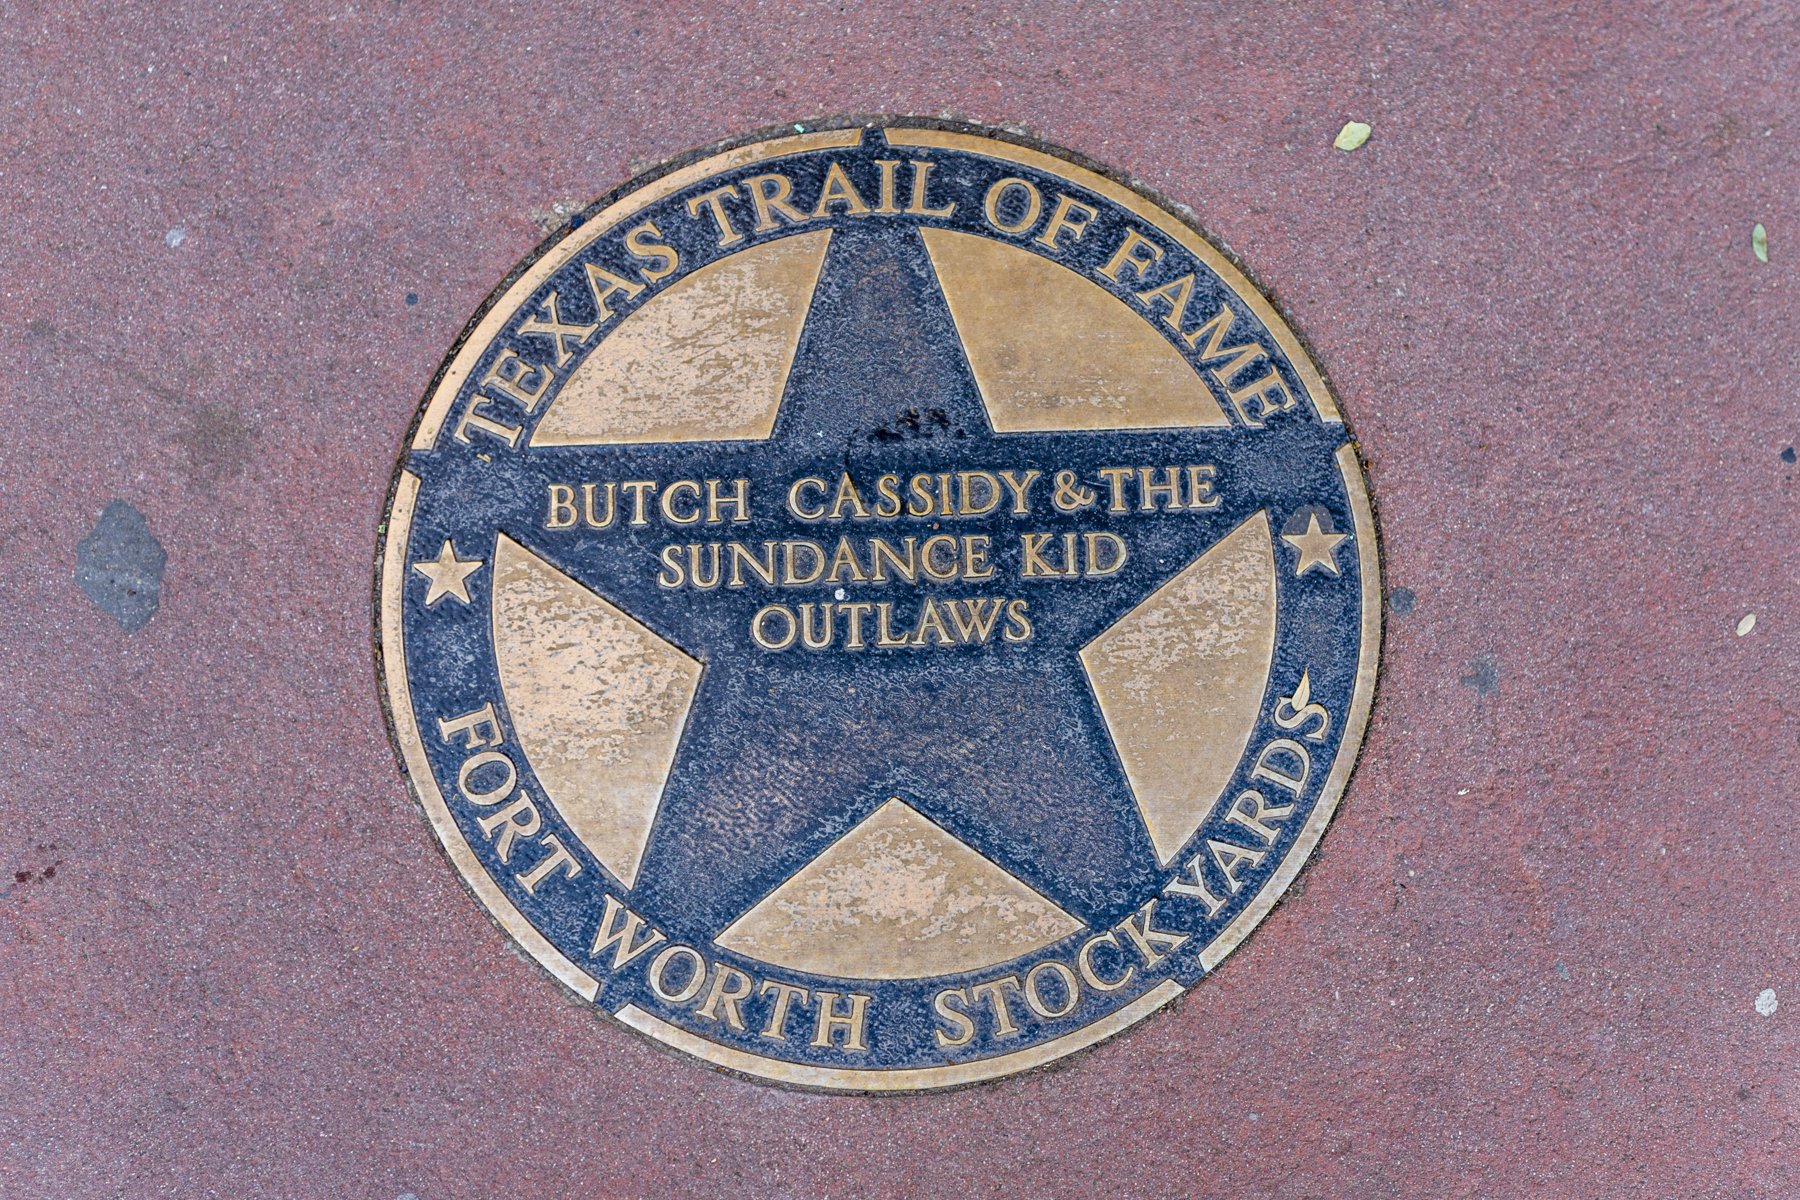 TEXAS TRAIL OF FAME
BUTCH CASSIDY & THE
SUNDANCE KID
OUTLAWS
FORT WORTH STOCKYARDS